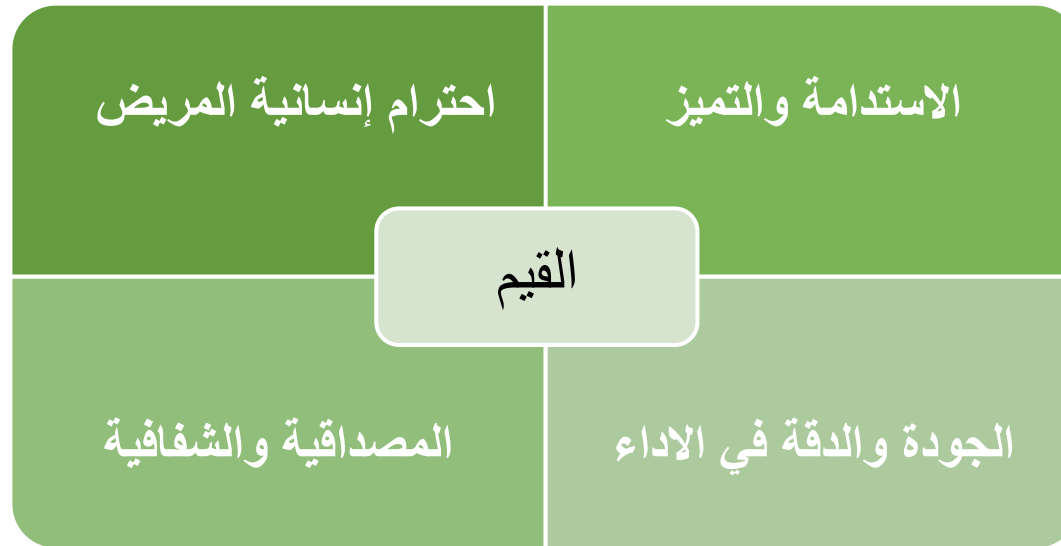 الاستدامة والتميز
احترام إنسانية المريض
القيم
الجودة والدقة في الاداء
المصداقية والشفافية